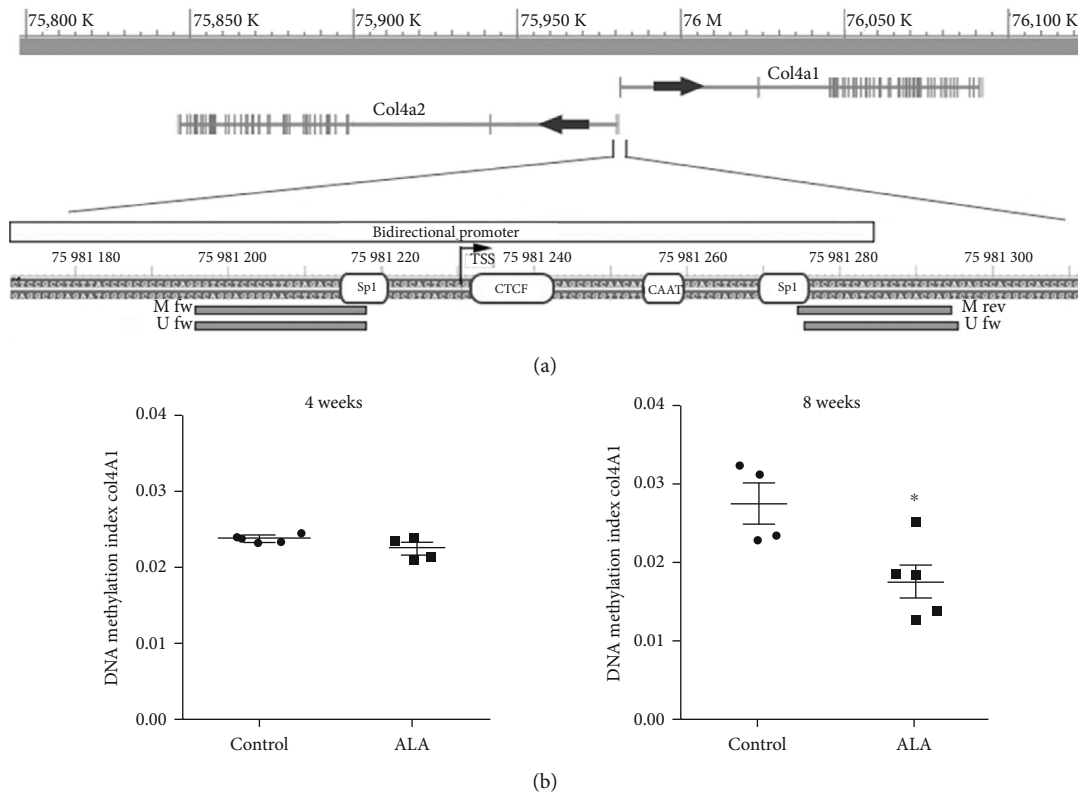 75,800 K 75,850 K 75,900 K 75,950 K 76 M 76,050 K 76,100 K
Col4a1
Col4a2
Bidirectional promoter
75 981 180 75 981 200 75 981 220 TSS 75 981 240 75 981 260 75 981 280 75 981 300
Sp1 CTCF CAAT Sp1
M fw M rev
U fw U fw
(a)
4 weeks
DNA methylation index col4A1
0.04
0.03
0.02
0.01
0.00
Control ALA
8 weeks
DNA methylation index col4A1
0.04
0.03
0.02
0.01
0.00
*
Control ALA
(b)